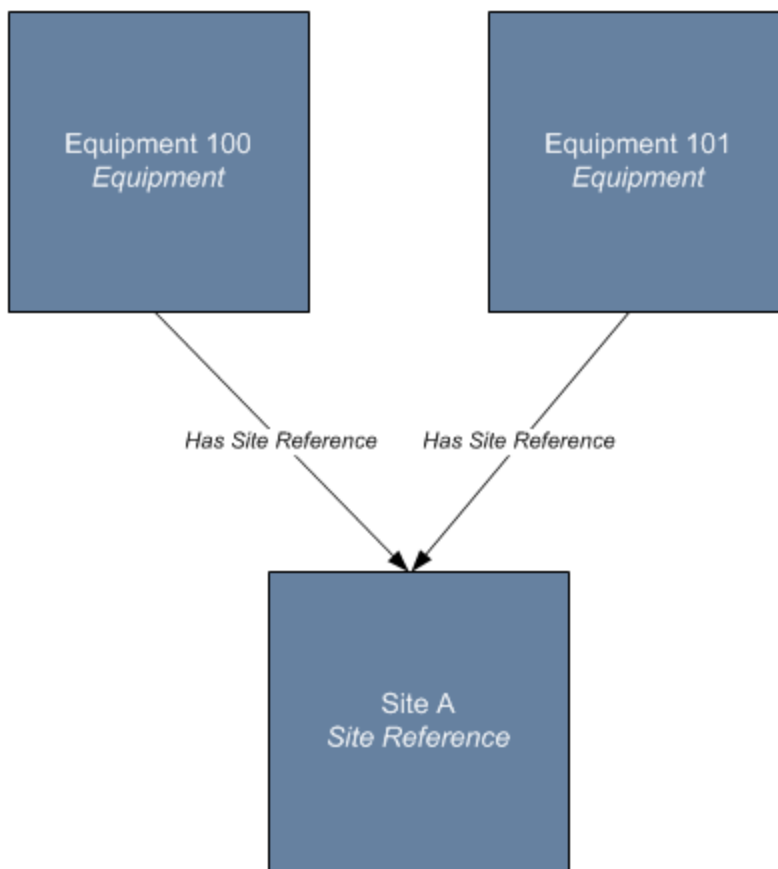 Equipment 100
Equipment
Equipment 101
Equipment
Has Site Reference
Has Site Reference
Site A
Site Reference